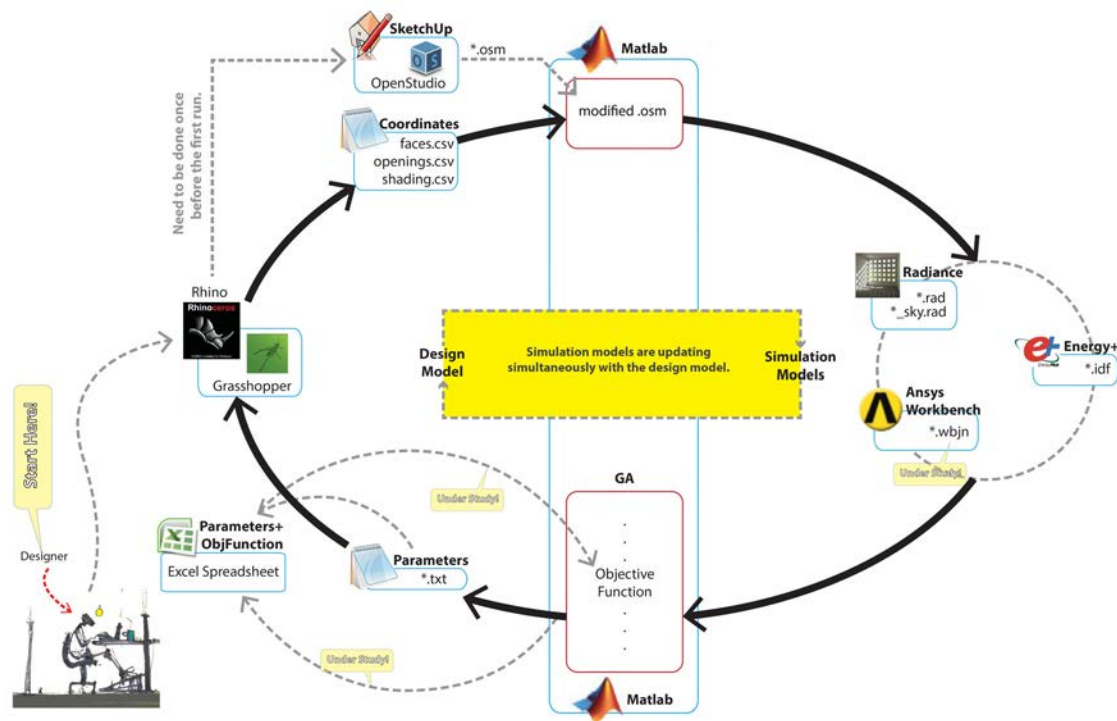 SketchUp
OpenStudio
*.osm
Matlab
modified .osm
Need to be done once
before the first run.
Coordinates
faces.csv
openings.csv
shading.csv
Rhino
Rhinoceros
Grasshopper
Radiance
*.rad
*_sky.rad
Energy+
*.idf
Design
Model
Simulation models are updating
simultaneously with the design model.
Simulation
Models
Ansys
Workbench
*.wbjn
Under Study!
Start Here!
Designer
Parameters+
ObjFunction
Excel Spreadsheet
Under Study!
Parameters
*.txt
Under Study!
GA
Objective
Function
Matlab